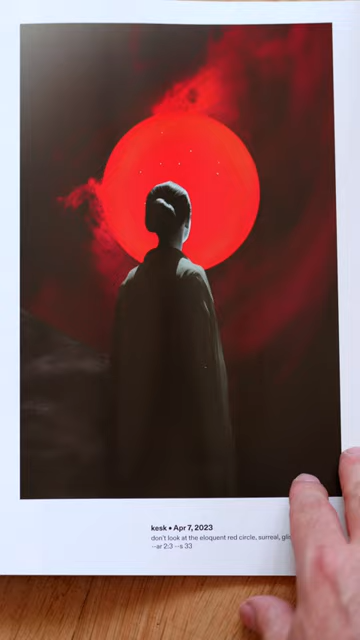 kesk • Apr 7, 2023
don't look at the eloquent red circle, surreal,
--ar 2:3 --s 33